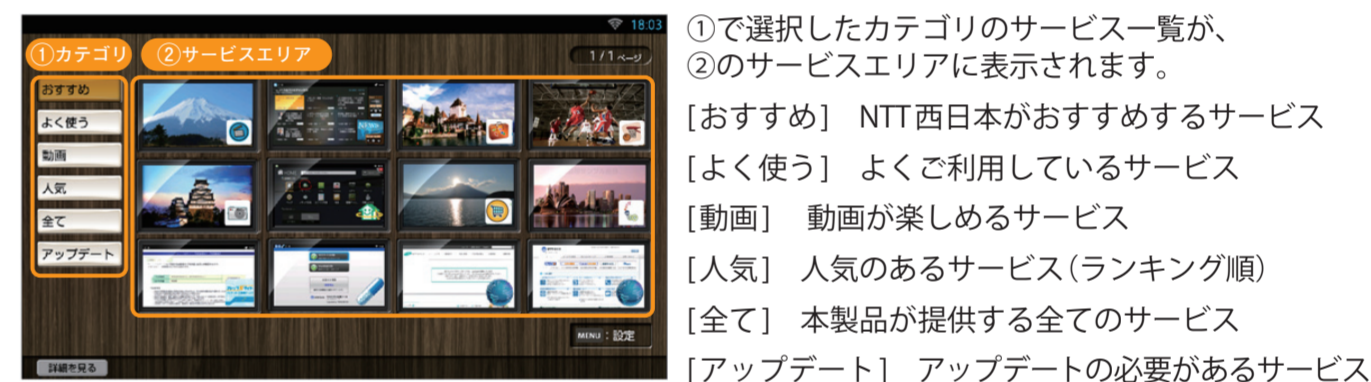 18:03
①カテゴリ
②サービスエリア
1/1ページ
おすすめ
よく使う
動画
人気
全て
アップデート
MENU：設定
詳細を見る
①で選択したカテゴリのサービス一覧が、
②のサービスエリアに表示されます。
[おすすめ]　NTT西日本がおすすめするサービス
[よく使う]　よくご利用しているサービス
[動画]　動画が楽しめるサービス
[人気]　人気のあるサービス（ランキング順）
[全て]　本製品が提供する全てのサービス
[アップデート]　アップデートの必要があるサービス